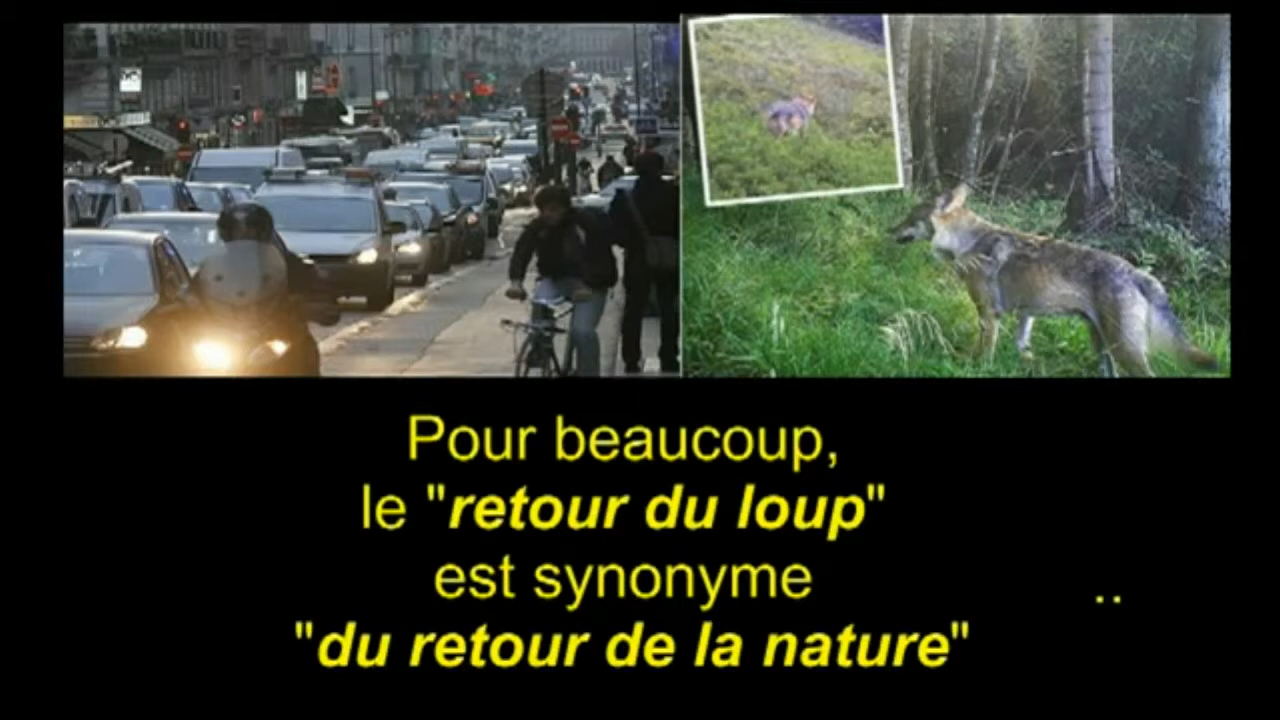 Pour beaucoup,
le "retour du loup"
est synonyme
..
"du retour de la nature"